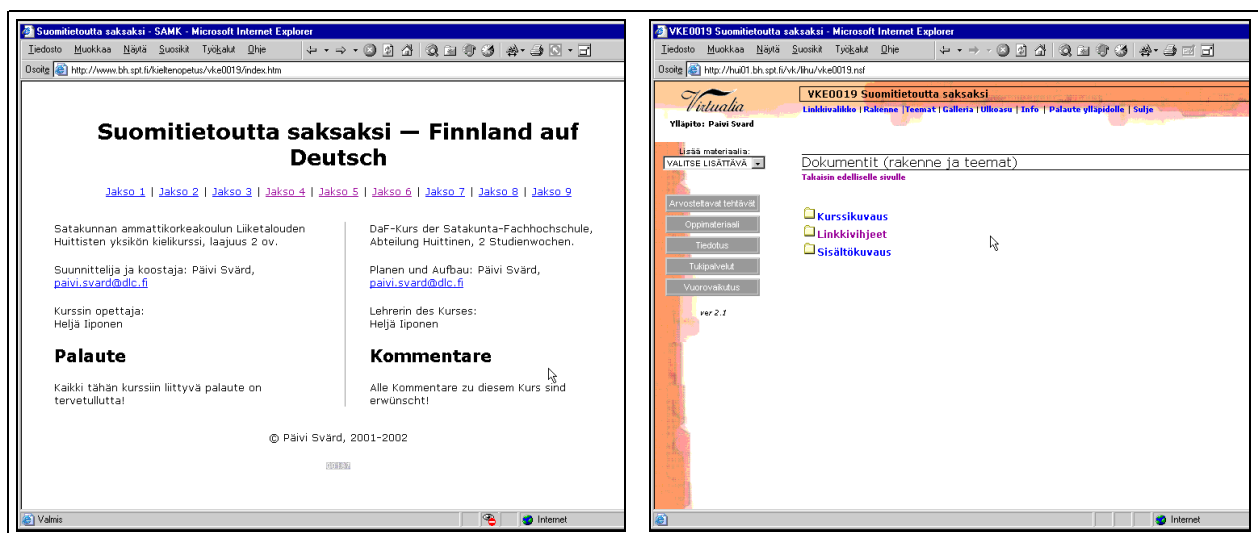 Suomitietoutta saksaksi - SAMK - Microsoft Internet Explorer
Tiedosto Muokkaa Näytä Suosikit Työkalut Ohje
Osoite http://www.bh.spt.fi/kieltenopetus/vke0019/index.htm
Suomitietoutta saksaksi — Finnland auf
Deutsch
Jakso 1 | Jakso 2 | Jakso 3 | Jakso 4 | Jakso 5 | Jakso 6 | Jakso 7 | Jakso 8 | Jakso 9
Satakunnan ammattikorkeakoulun Liiketalouden
Huittisten yksikön kielikurssi, laajuus 2 ov.
Suunnittelija ja koostaja: Päivi Svärd,
paivi.svard@dlc.fi
Kurssin opettaja:
Heljä Iiponen
Palaute
Kaikki tähän kurssiin liittyvä palaute on
tervetullutta!
DaF-Kurs der Satakunta-Fachhochschule,
Abteilung Huittinen, 2 Studienwochen.
Planen und Aufbau: Päivi Svärd,
paivi.svard@dlc.fi
Lehrerin des Kurses:
Heljä Iiponen
Kommentare
Alle Kommentare zu diesem Kurs sind
erwünscht!
© Päivi Svärd, 2001-2002
Valmis
Internet
VKE0019 Suomitietoutta saksaksi - Microsoft Internet Explorer
Tiedosto Muokkaa Näytä Suosikit Työkalut Ohje
Osoite http://hui01.bh.spt.fi/vk/lihu/vke0019.nsf
Virtualia
VKE0019 Suomitietoutta saksaksi
Linkkivalikko | Rakenne | Teemat | Galleria | Ulkoasu | Info | Palaute ylläpidolle | Sulje
Ylläpito: Paivi Svard
Lisää materiaalia:
VALITSE LISÄTTÄVÄ
Dokumentit (rakenne ja teemat)
Takaisin edelliselle sivulle
Arvosteltavat tehtävät
Oppimateriaali
Tiedotus
Tukipalvelut
Vuorovaikutus
ver 2.1
Kurssikuvaus
Linkkivihjeet
Sisältökuvaus
Internet